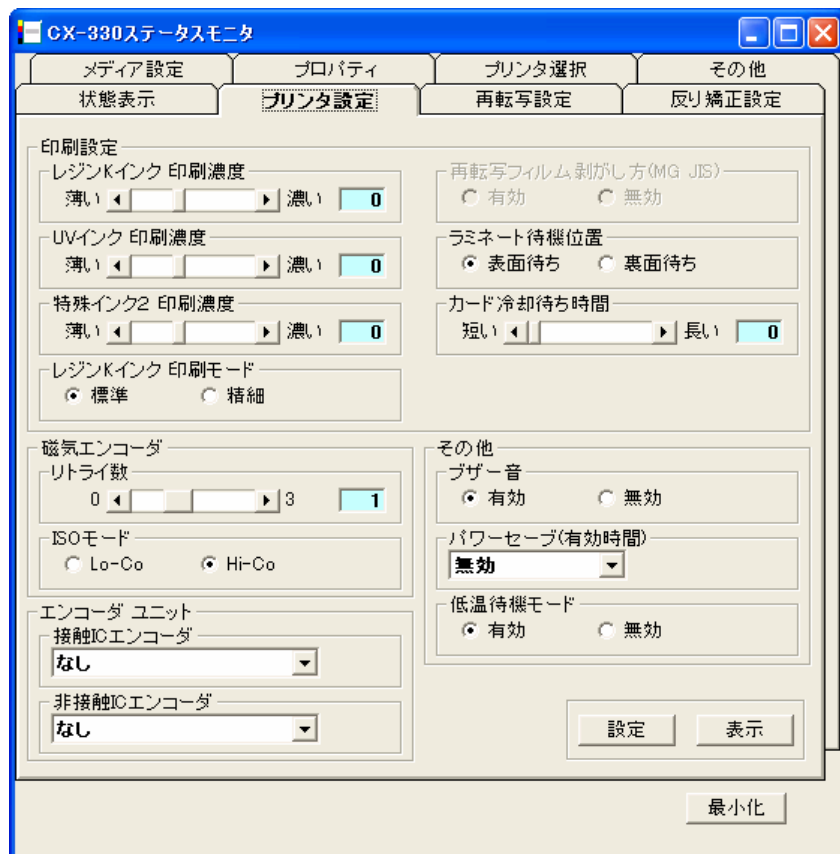 CX-330ステータスモニタ
メディア設定 プロパティ プリンタ選択 その他
状態表示 プリンタ設定 再転写設定 反り矯正設定
印刷設定
レジンKインク 印刷濃度
薄い 濃い 0
UVインク 印刷濃度
薄い 濃い 0
特殊インク2 印刷濃度
薄い 濃い 0
レジンKインク 印刷モード
標準 精細
再転写フィルム剥がし方(MG JIS)
有効 無効
ラミネート待機位置
表面待ち 裏面待ち
カード冷却待ち時間
短い 長い 0
磁気エンコーダ
リトライ数
0 3 1
ISOモード
Lo-Co Hi-Co
エンコーダ ユニット
接触ICエンコーダ
なし
非接触ICエンコーダ
なし
その他
ブザー音
有効 無効
パワーセーブ(有効時間)
無効
低温待機モード
有効 無効
設定 表示
最小化